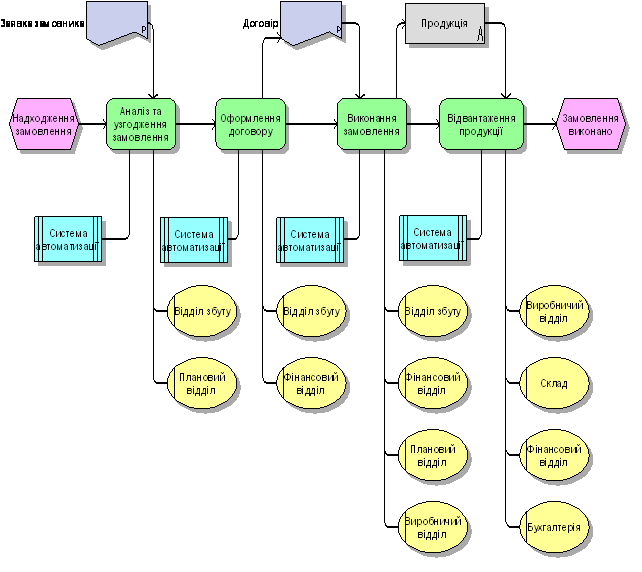 Заявка замовника
Р
Договір
Р
Продукція
Надходження
замовлення
Аналіз та
узгодження
замовлення
Оформлення
договору
Виконання
замовлення
Відвантаження
продукції
Замовлення
виконано
Система
автоматизації
Система
автоматизації
Система
автоматизації
Система
автоматизації
Відділ збуту
Відділ збуту
Відділ збуту
Виробничий
відділ
Плановий
відділ
Фінансовий
відділ
Фінансовий
відділ
Склад
Плановий
відділ
Фінансовий
відділ
Виробничий
відділ
Бухгалтерія